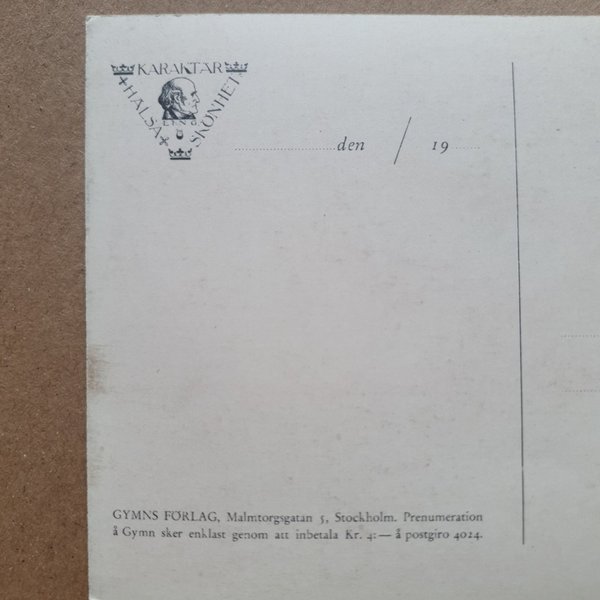 KARAKTÄR
HÄLSA
SKÖNHET
LING
den / 19
GYMNS FÖRLAG, Malmtorgsgatan 5, Stockholm. Prenumeration
å Gymn sker enklast genom att inbetala Kr. 4:— å postgiro 4024.